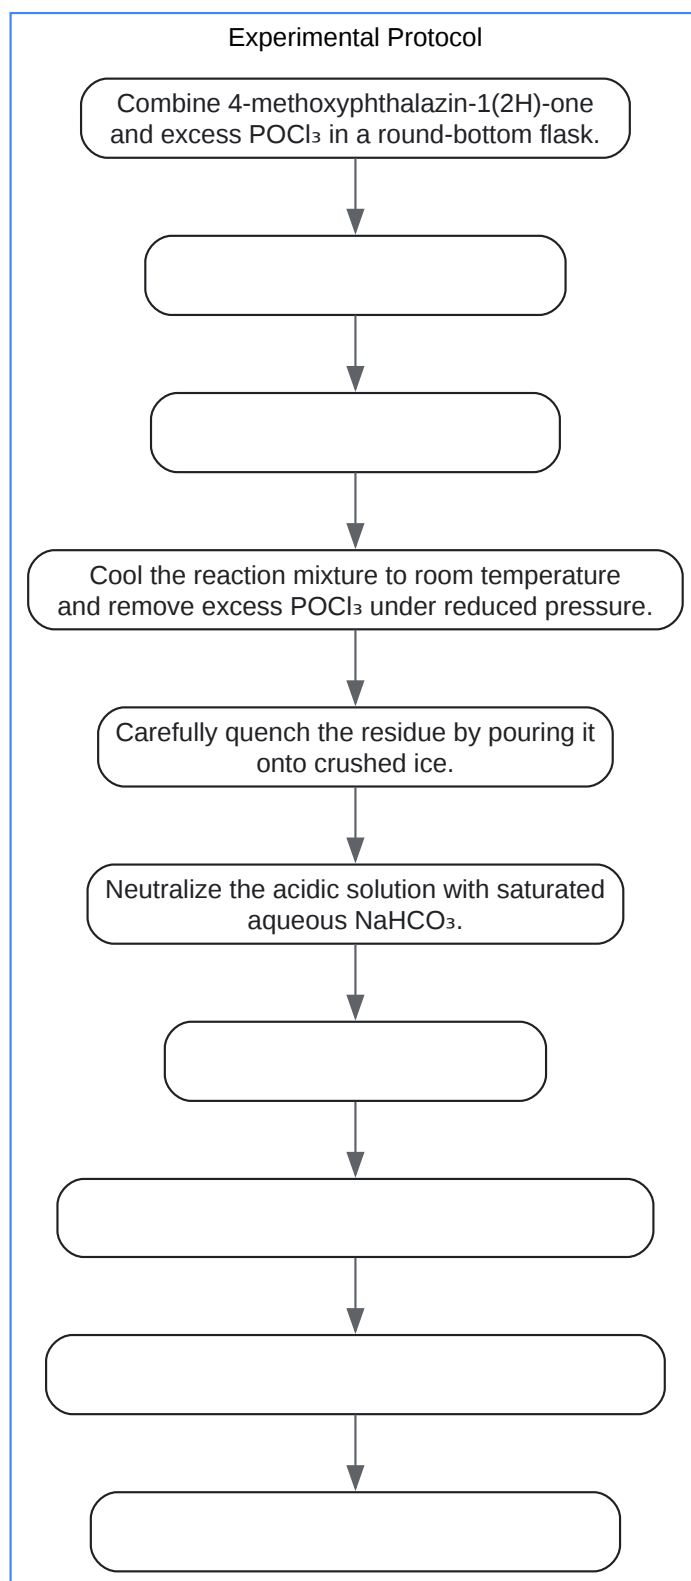 Experimental Protocol
Combine 4-methoxyphthalazin-1(2H)-one
and excess POCl₃ in a round-bottom flask.
Cool the reaction mixture to room temperature
and remove excess POCl₃ under reduced pressure.
Carefully quench the residue by pouring it
onto crushed ice.
Neutralize the acidic solution with saturated
aqueous NaHCO₃.